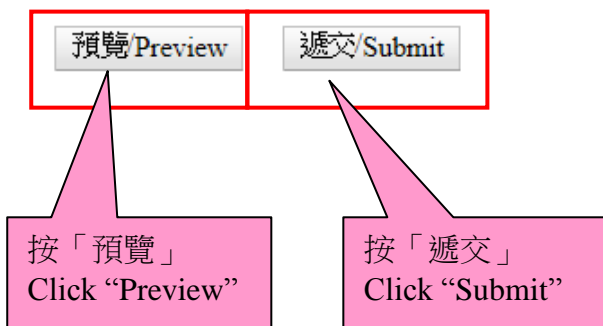 預覽/Preview
遞交/Submit
按「預覽」
Click “Preview”
按「遞交」
Click “Submit”